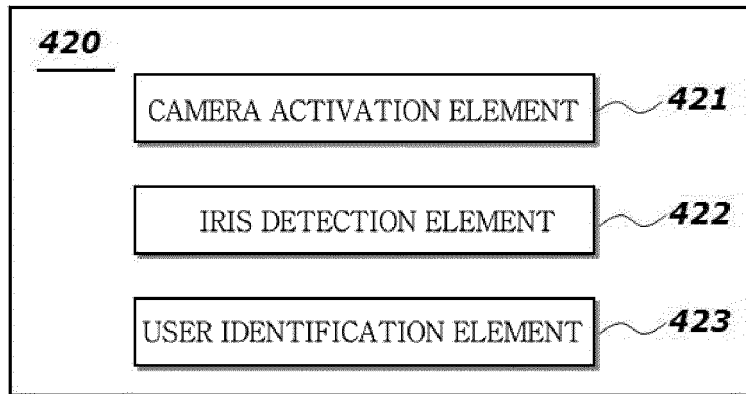 420
CAMERA ACTIVATION ELEMENT 421
IRIS DETECTION ELEMENT 422
USER IDENTIFICATION ELEMENT 423